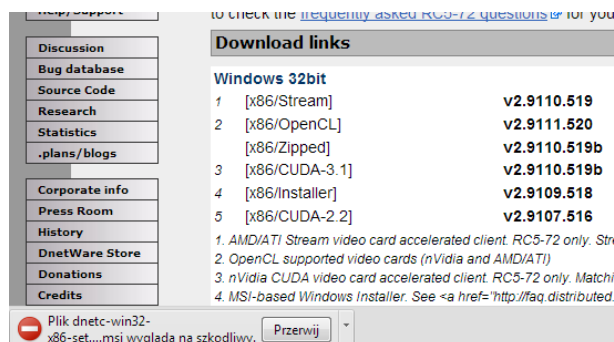 Help/Support
to check the frequently asked RC5-72 questions for you
Discussion
Bug database
Source Code
Research
Statistics
.plans/blogs
Corporate info
Press Room
History
DnetWare Store
Donations
Credits
Download links
Windows 32bit
1 [x86/Stream] v2.9110.519
2 [x86/OpenCL] v2.9111.520
[x86/Zipped] v2.9110.519b
3 [x86/CUDA-3.1] v2.9110.519b
4 [x86/Installer] v2.9109.518
5 [x86/CUDA-2.2] v2.9107.516
1. AMD/ATI Stream video card accelerated client. RC5-72 only. Stre
2. OpenCL supported video cards (nVidia and AMD/ATI)
3. nVidia CUDA video card accelerated client. RC5-72 only. Matchi
4. MSI-based Windows Installer. See <a href="http://faq.distributed.
Plik dnetc-win32-
x86-set....msi wygląda na szkodliwy.
Przerwij